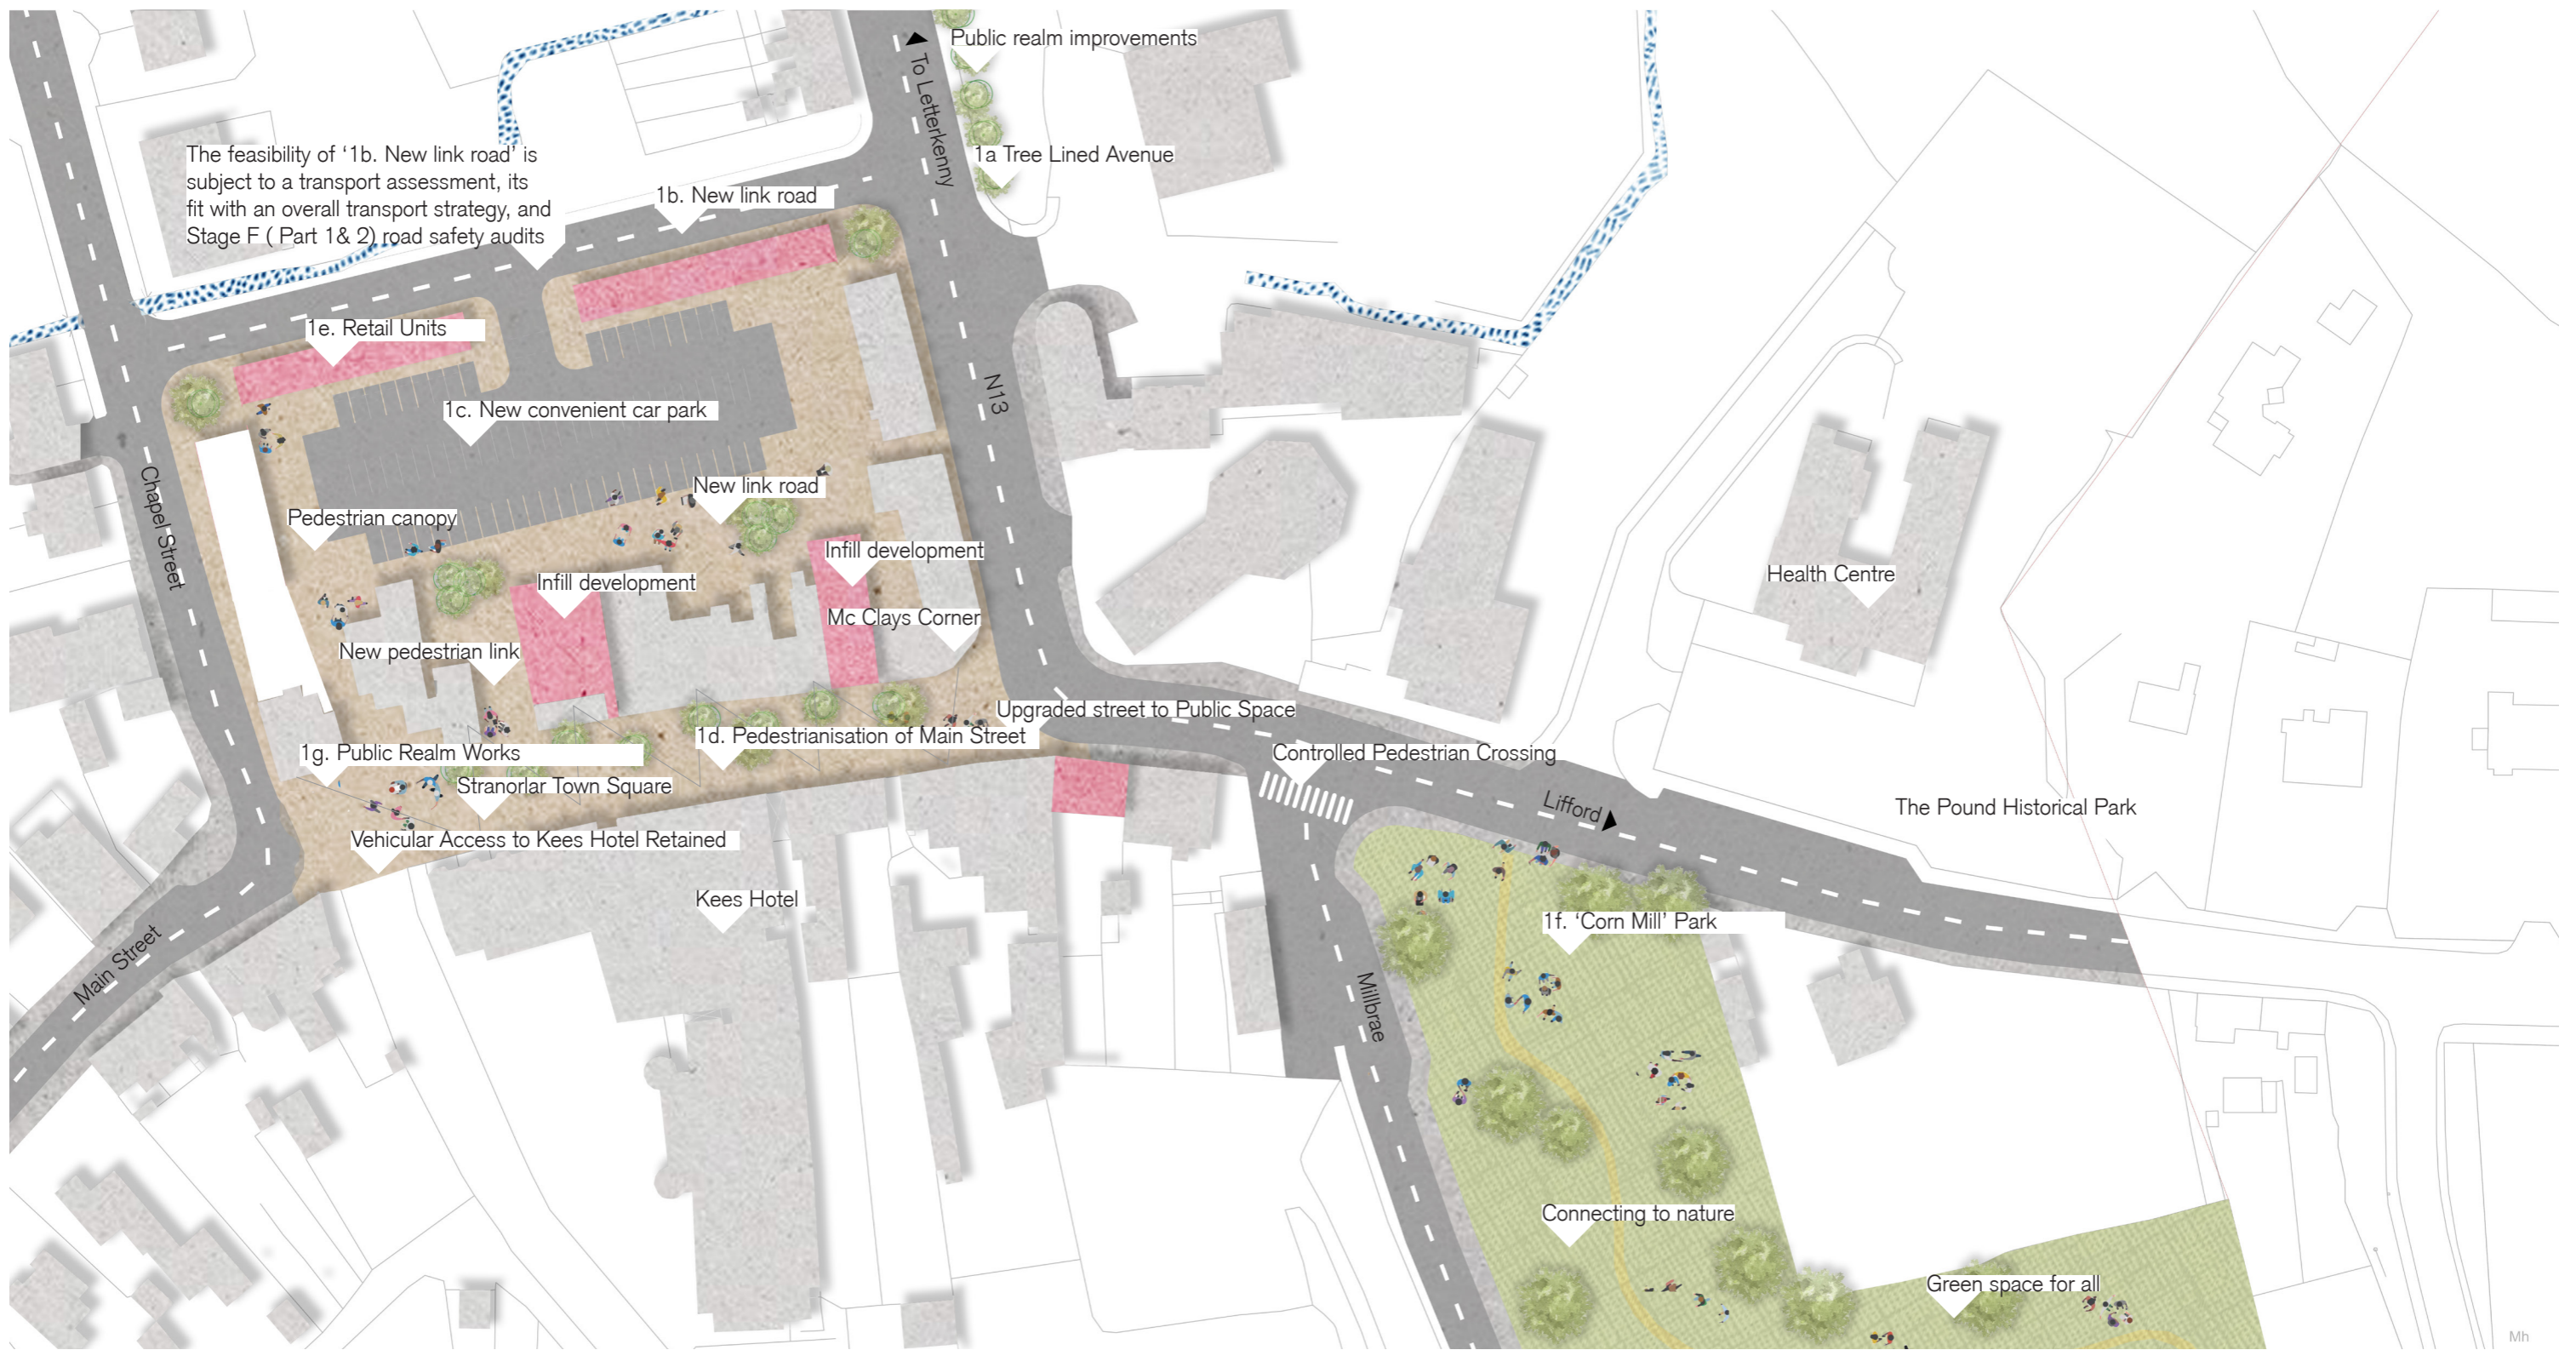 Public realm improvements
To Letterkenny
The feasibility of ‘1b. New link road’ is
subject to a transport assessment, its
fit with an overall transport strategy, and
Stage F ( Part 1& 2) road safety audits
1a Tree Lined Avenue
1b. New link road
1e. Retail Units
N13
1c. New convenient car park
Chapel Street
New link road
Pedestrian canopy
Infill development
Infill development
Health Centre
Mc Clays Corner
New pedestrian link
Upgraded street to Public Space
1d. Pedestrianisation of Main Street
1g. Public Realm Works
Controlled Pedestrian Crossing
Stranorlar Town Square
Lifford
The Pound Historical Park
Vehicular Access to Kees Hotel Retained
Kees Hotel
1f. ‘Corn Mill’ Park
Main Street
Millbrae
Connecting to nature
Green space for all
Mh